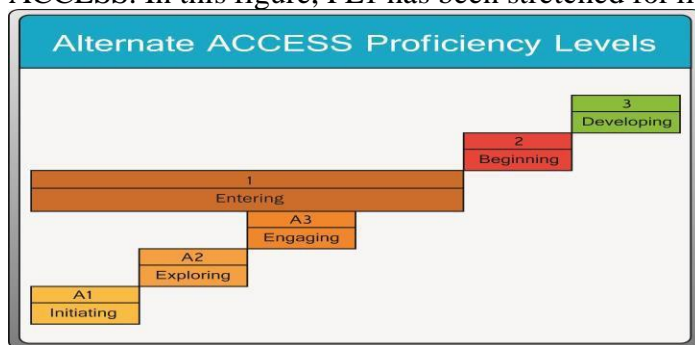 ACCESS. In this figure, PL1 has been stretched for
Alternate ACCESS Proficiency Levels
3
Developing
2
Beginning
1
Entering
A3
Engaging
A2
Exploring
A1
Initiating